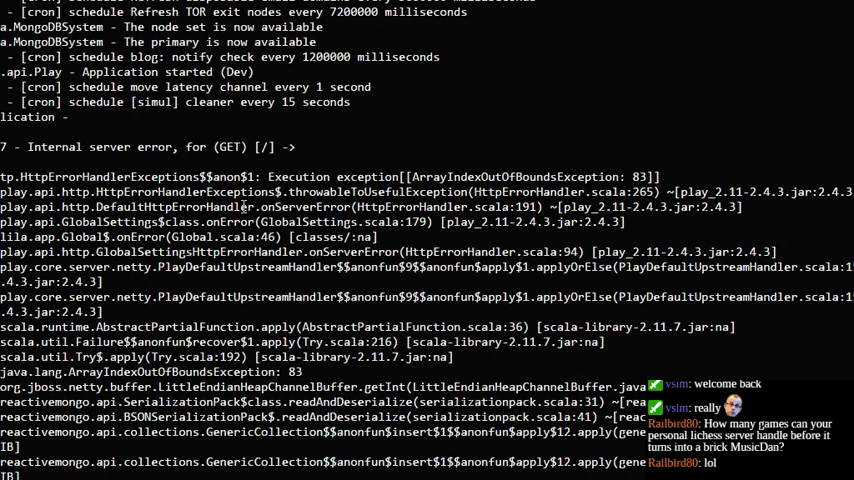 - [cron] schedule Refresh TOR exit nodes every 7200000 milliseconds
a.MongoDBSystem - The node set is now available
a.MongoDBSystem - The primary is now available
- [cron] schedule blog: notify check every 1200000 milliseconds
.api.Play - Application started (Dev)
- [cron] schedule move latency channel every 1 second
- [cron] schedule [simul] cleaner every 15 seconds
lication -
7 - Internal server error, for (GET) [/] ->
tp.HttpErrorHandlerExceptions$$anon$1: Execution exception[[ArrayIndexOutOfBoundsException: 83]]
play.api.http.HttpErrorHandlerExceptions$.throwableToUsefulException(HttpErrorHandler.scala:265) ~[play_2.11-2.4.3.jar:2.4.3
play.api.http.DefaultHttpErrorHandler.onServerError(HttpErrorHandler.scala:191) ~[play_2.11-2.4.3.jar:2.4.3]
play.api.GlobalSettings$class.onError(GlobalSettings.scala:179) [play_2.11-2.4.3.jar:2.4.3]
lila.app.Global$.onError(Global.scala:46) [classes/:na]
play.api.http.GlobalSettingsHttpErrorHandler.onServerError(HttpErrorHandler.scala:94) [play_2.11-2.4.3.jar:2.4.3]
play.core.server.netty.PlayDefaultUpstreamHandler$$anonfun$9$$anonfun$apply$1.applyOrElse(PlayDefaultUpstreamHandler.scala:1
.4.3.jar:2.4.3]
play.core.server.netty.PlayDefaultUpstreamHandler$$anonfun$9$$anonfun$apply$1.applyOrElse(PlayDefaultUpstreamHandler.scala:1
.4.3.jar:2.4.3]
scala.runtime.AbstractPartialFunction.apply(AbstractPartialFunction.scala:36) [scala-library-2.11.7.jar:na]
scala.util.Failure$$anonfun$recover$1.apply(Try.scala:216) [scala-library-2.11.7.jar:na]
scala.util.Try$.apply(Try.scala:192) [scala-library-2.11.7.jar:na]
java.lang.ArrayIndexOutOfBoundsException: 83
org.jboss.netty.buffer.LittleEndianHeapChannelBuffer.getInt(LittleEndianHeapChannelBuffer.java
reactivemongo.api.SerializationPack$class.readAndDeserialize(serializationpack.scala:31) ~[rea
reactivemongo.api.BSONSerializationPack$.readAndDeserialize(serializationpack.scala:41) ~[reac
reactivemongo.api.collections.GenericCollection$$anonfun$insert$1$$anonfun$apply$12.apply(gene
IB]
reactivemongo.api.collections.GenericCollection$$anonfun$insert$1$$anonfun$apply$12.apply(gene
IB]
vsim: welcome back
vsim: really
Railbird80: How many games can your
personal lichess server handle before it
turns into a brick MusicDan?
Railbird80: lol